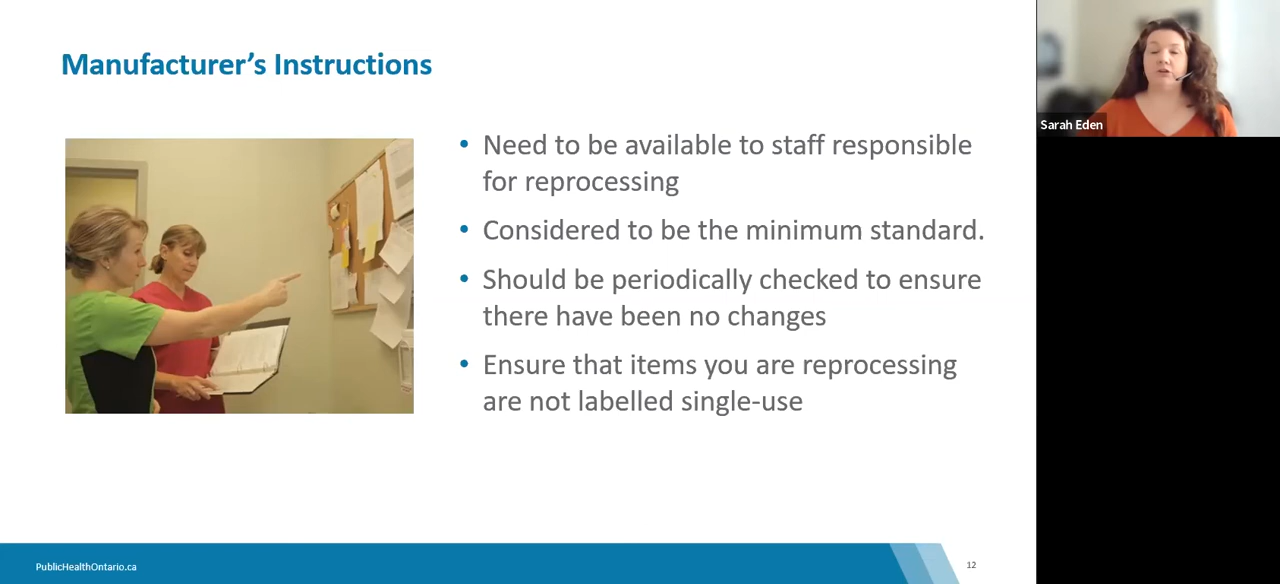 Manufacturer’s Instructions
• Need to be available to staff responsible
for reprocessing
• Considered to be the minimum standard.
• Should be periodically checked to ensure
there have been no changes
• Ensure that items you are reprocessing
are not labelled single-use
Sarah Eden
PublicHealthOntario.ca
12